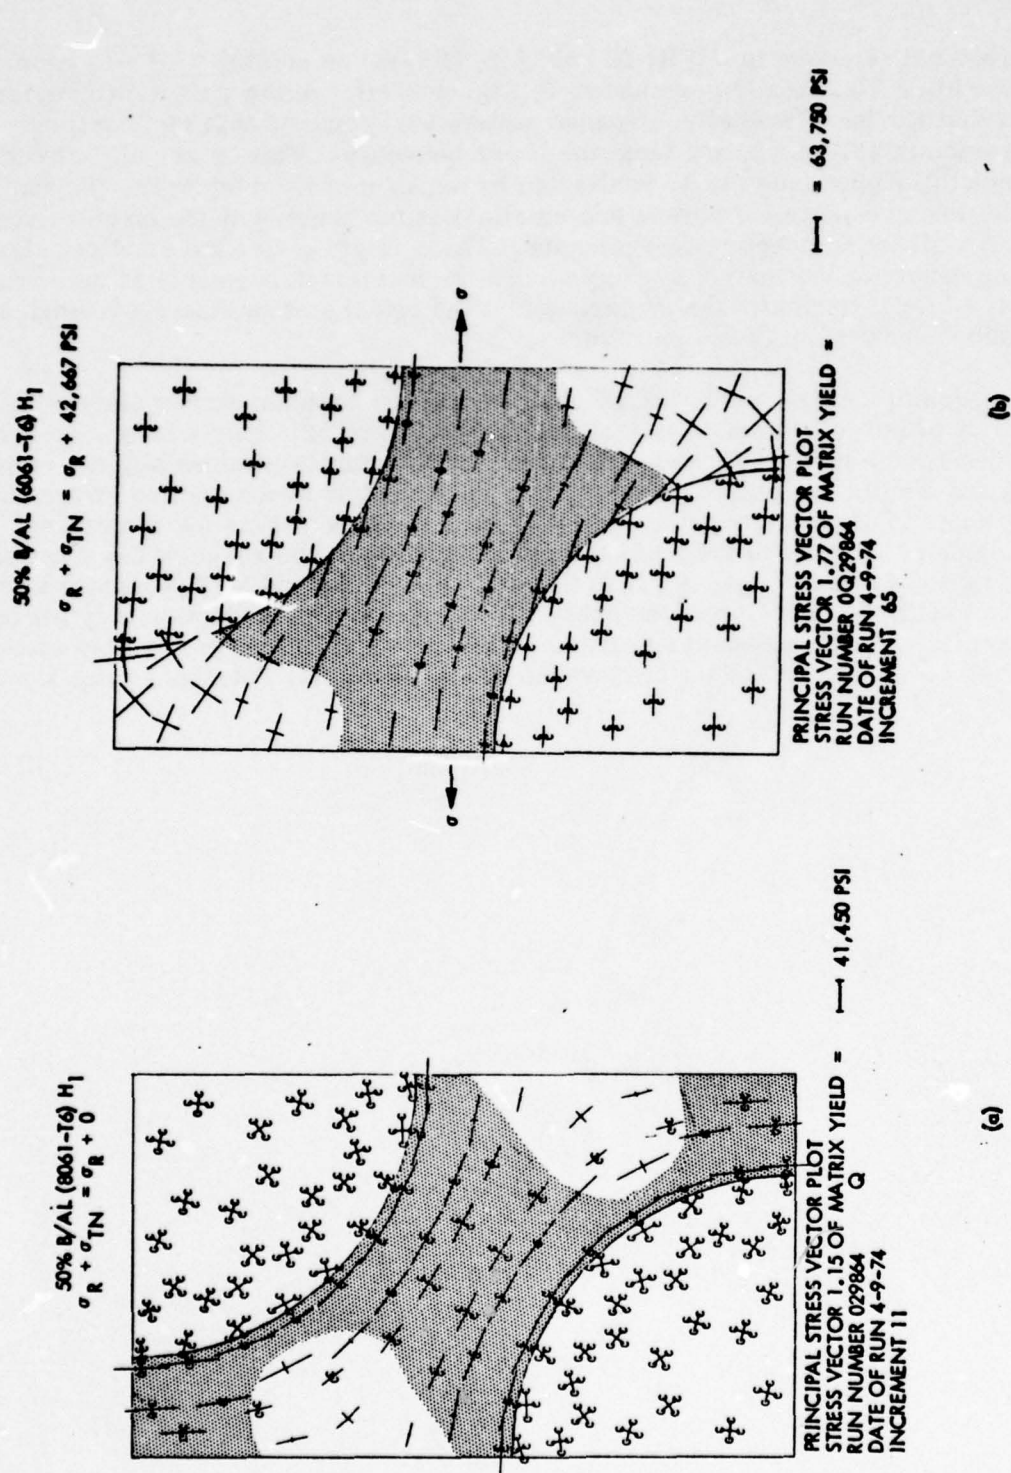 50% B/AL (8061-T6) H1
σR + σTN = σR + 0
PRINCIPAL STRESS VECTOR PLOT
STRESS VECTOR 1.15 OF MATRIX YIELD = 41,450 PSI
RUN NUMBER 029864 Q
DATE OF RUN 4-9-74
INCREMENT 11
(a)
50% B/AL (6061-T6) H1
σR + σTN = σR + 42,667 PSI
σ
σ
PRINCIPAL STRESS VECTOR PLOT
STRESS VECTOR 1.77 OF MATRIX YIELD = = 63,750 PSI
RUN NUMBER 0Q29864
DATE OF RUN 4-9-74
INCREMENT 65
(b)